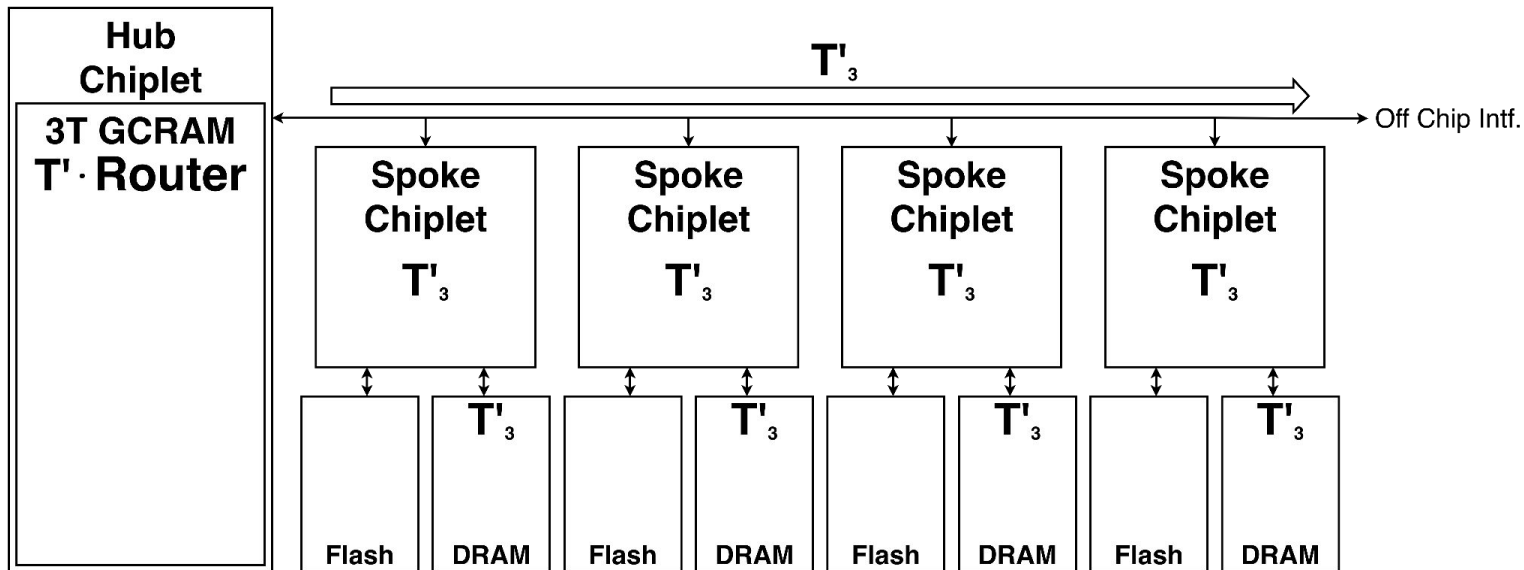 Hub
Chiplet
3T GCRAM
T' · Router
T'3
Off Chip Intf.
Spoke
Chiplet
T'3
Spoke
Chiplet
T'3
Spoke
Chiplet
T'3
Spoke
Chiplet
T'3
Flash
T'3
DRAM
Flash
T'3
DRAM
Flash
T'3
DRAM
Flash
T'3
DRAM